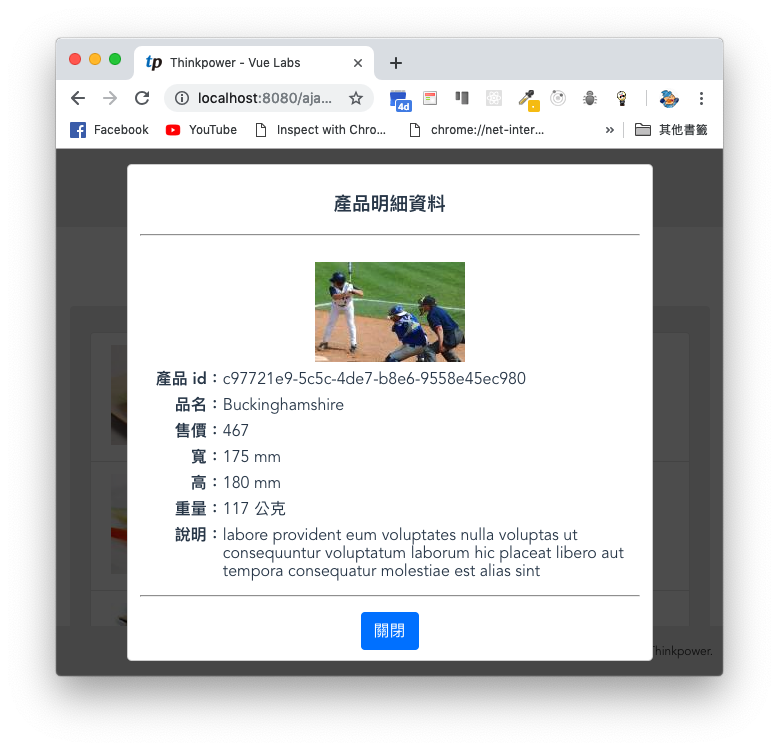 tp Thinkpower - Vue Labs
localhost:8080/aja...
4d
Facebook YouTube Inspect with Chro... chrome://net-inter... » 其他書籤
產品明細資料
產品 id：c97721e9-5c5c-4de7-b8e6-9558e45ec980
品名：Buckinghamshire
售價：467
寬：175 mm
高：180 mm
重量：117 公克
說明：labore provident eum voluptates nulla voluptas ut
consequuntur voluptatum laborum hic placeat libero aut
tempora consequatur molestiae est alias sint
關閉
Thinkpower.